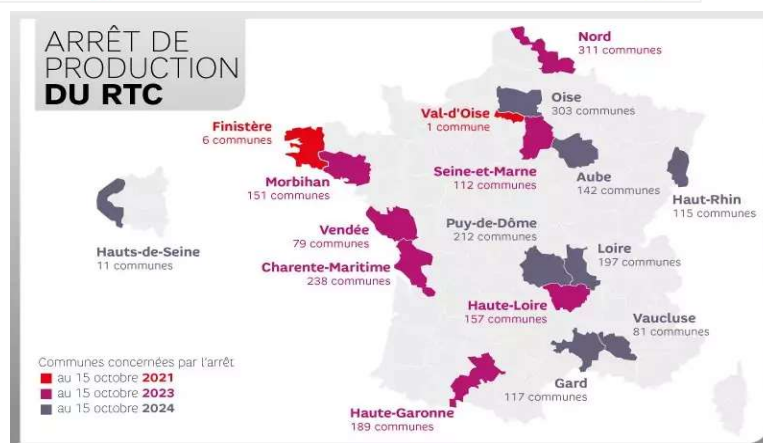 ARRÊT DE
PRODUCTION
DU RTC
Nord
311 communes
Oise
303 communes
Val-d'Oise
1 commune
Finistère
6 communes
Seine-et-Marne
112 communes
Aube
142 communes
Morbihan
151 communes
Haut-Rhin
115 communes
Hauts-de-Seine
11 communes
Vendée
79 communes
Puy-de-Dôme
212 communes
Loire
197 communes
Charente-Maritime
238 communes
Haute-Loire
157 communes
Vaucluse
81 communes
Gard
117 communes
Haute-Garonne
189 communes
Communes concernées par l'arrêt
au 15 octobre 2021
au 15 octobre 2023
au 15 octobre 2024